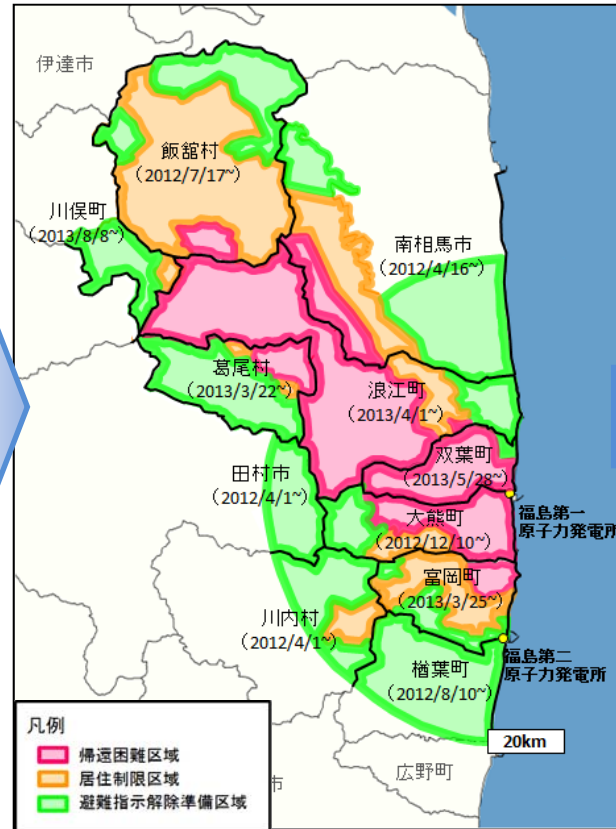 伊達市
飯舘村
（2012/7/17~）
川俣町
（2013/8/8~）
南相馬市
（2012/4/16~）
葛尾村
（2013/3/22~）
浪江町
（2013/4/1~）
田村市
（2012/4/1~）
双葉町
（2013/5/28~）
福島第一
原子力発電所
大熊町
（2012/12/10~）
富岡町
（2013/3/25~）
川内村
（2012/4/1~）
福島第二
原子力発電所
楢葉町
（2012/8/10~）
20km
広野町
市
凡例
帰還困難区域
居住制限区域
避難指示解除準備区域